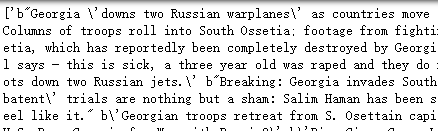 ['b"Georgia \'downs two Russian warplanes\' as countries move
Columns of troops roll into South Ossetia; footage from fighti
etia, which has reportedly been completely destroyed by Georgi
l says - this is sick, a three year old was raped and they do n
ots down two Russian jets.\' b"Breaking: Georgia invades South
batent\' trials are nothing but a sham: Salim Haman has been s
eel like it." b\'Georgian troops retreat from S. Osettain capi